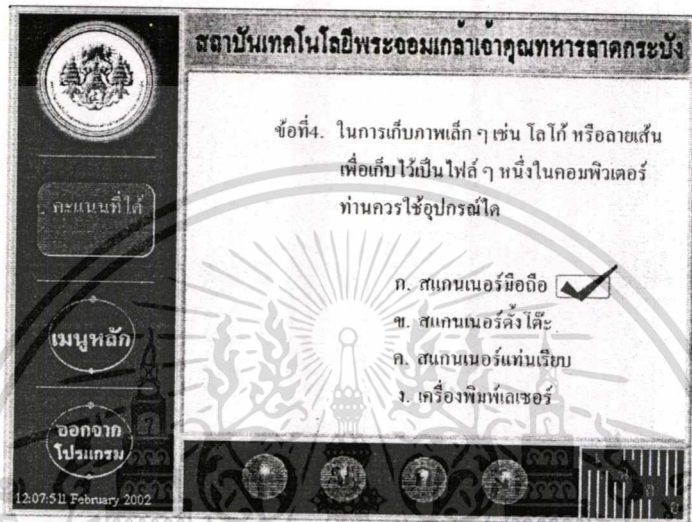 สถาบันเทคโนโลยีพระจอมเกล้าเจ้าคุณทหารลาดกระบัง
ข้อที่4. ในการเก็บภาพเล็ก ๆ เช่น โลโก้ หรือลายเส้น
เพื่อเก็บไว้เป็นไฟล์ ๆ หนึ่งในคอมพิวเตอร์
ท่านควรใช้อุปกรณ์ใด
ก. สแกนเนอร์มือถือ
ข. สแกนเนอร์ตั้งโต๊ะ
ค. สแกนเนอร์แท่นเรียบ
ง. เครื่องพิมพ์เลเซอร์
คะแนนที่ได้
เมนูหลัก
ออกจาก
โปรแกรม
12:07:51 February 2002